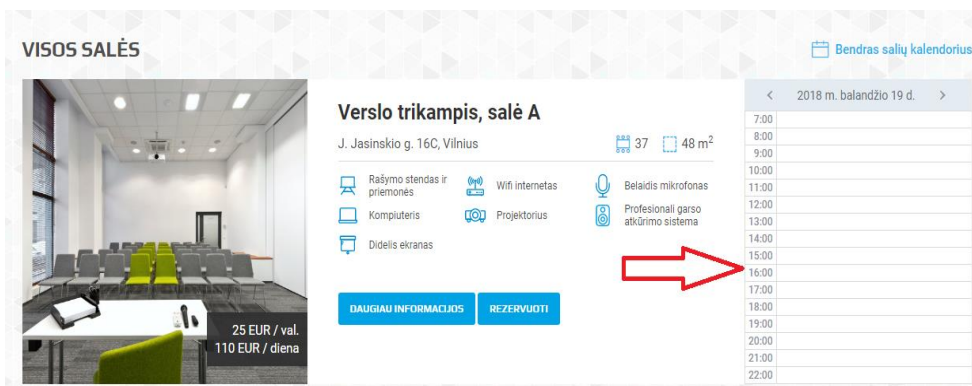 VISOS SALĖS
Bendras salių kalendorius
25 EUR / val.
110 EUR / diena
Verslo trikampis, salė A
J. Jasinskio g. 16C, Vilnius
37
48 m²
Rašymo stendas ir
priemonės
Wifi internetas
Belaidis mikrofonas
Kompiuteris
Projektorius
Profesionali garso
atkūrimo sistema
Didelis ekranas
DAUGIAU INFORMACIJOS
REZERVUOTI
< 2018 m. balandžio 19 d. >
7:00
8:00
9:00
10:00
11:00
12:00
13:00
14:00
15:00
16:00
17:00
18:00
19:00
20:00
21:00
22:00